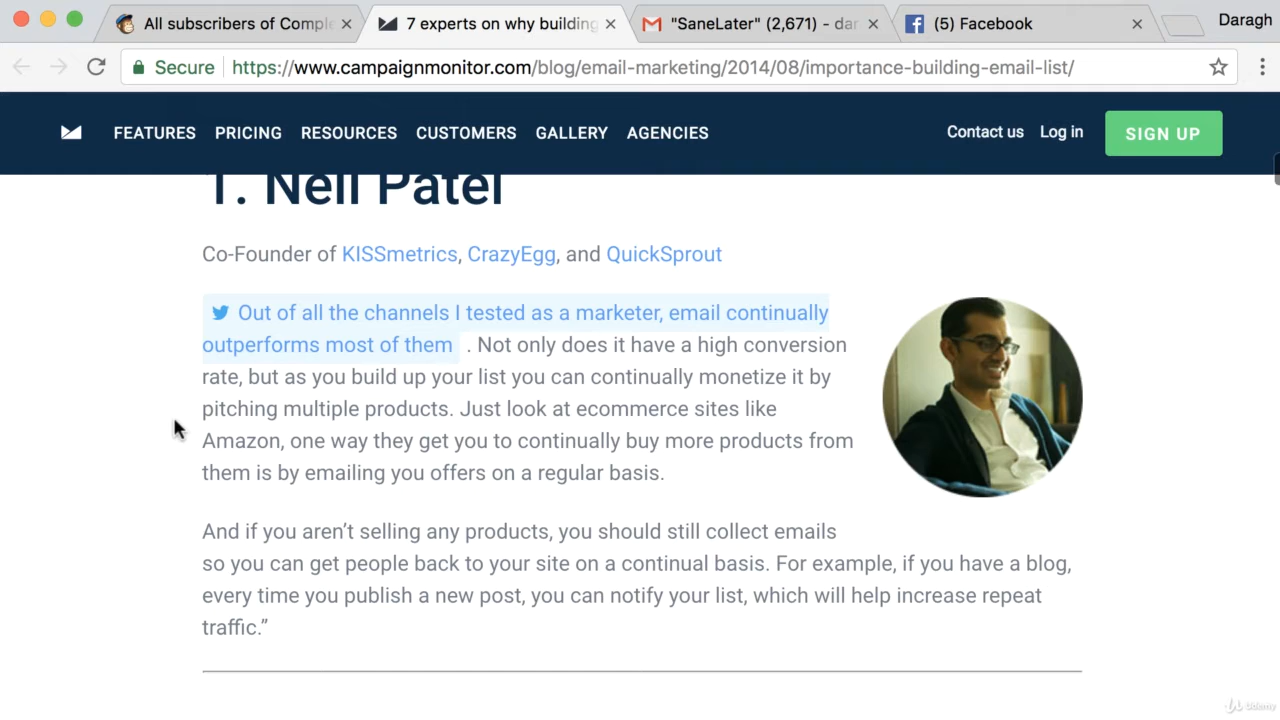 All subscribers of Comple
7 experts on why building
"SaneLater" (2,671) - dar
(5) Facebook
Daragh
Secure
https://www.campaignmonitor.com/blog/email-marketing/2014/08/importance-building-email-list/
FEATURES PRICING RESOURCES CUSTOMERS GALLERY AGENCIES
Contact us Log in SIGN UP
1. Neil Patel
Co-Founder of KISSmetrics, CrazyEgg, and QuickSprout
Out of all the channels I tested as a marketer, email continually
outperforms most of them . Not only does it have a high conversion
rate, but as you build up your list you can continually monetize it by
pitching multiple products. Just look at ecommerce sites like
Amazon, one way they get you to continually buy more products from
them is by emailing you offers on a regular basis.
And if you aren’t selling any products, you should still collect emails
so you can get people back to your site on a continual basis. For example, if you have a blog,
every time you publish a new post, you can notify your list, which will help increase repeat
traffic.”
Udemy